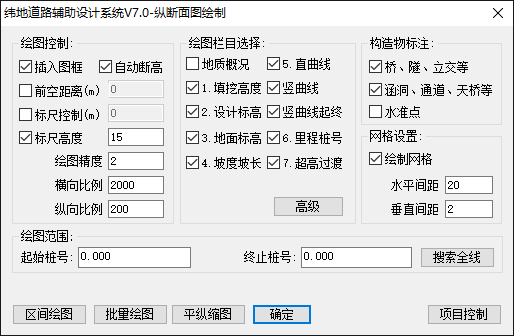 纬地道路辅助设计系统V7.0-纵断面图绘制
绘图控制:
插入图框 自动断高
前空距离(m) 0
标尺控制(m) 0
标尺高度 15
绘图精度 2
横向比例 2000
纵向比例 200
绘图栏目选择:
地质概况 5.直曲线
1.填挖高度 竖曲线
2.设计标高 竖曲线起终
3.地面标高 6.里程桩号
4.坡度坡长 7.超高过渡
高级
构造物标注:
桥、隧、立交等
涵洞、通道、天桥等
水准点
网格设置:
绘制网格
水平间距 20
垂直间距 2
绘图范围:
起始桩号: 0.000 终止桩号: 0.000 搜索全线
区间绘图 批量绘图 平纵缩图 确定 项目控制